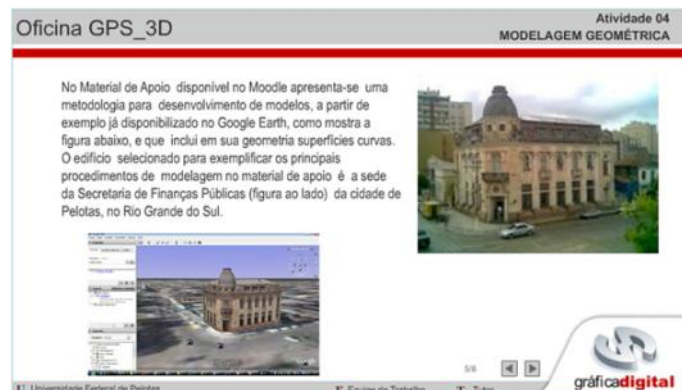 Oficina GPS_3D
Atividade 04
MODELAGEM GEOMÉTRICA
No Material de Apoio disponível no Moodle apresenta-se uma
metodologia para desenvolvimento de modelos, a partir de
exemplo já disponibilizado no Google Earth, como mostra a
figura abaixo, e que inclui em sua geometria superfícies curvas.
O edifício selecionado para exemplificar os principais
procedimentos de modelagem no material de apoio é a sede
da Secretaria de Finanças Públicas (figura ao lado) da cidade de
Pelotas, no Rio Grande do Sul.
5/6
gráficadigital
Universidade Federal de Pelotas
Equipe de Trabalho
Tutor